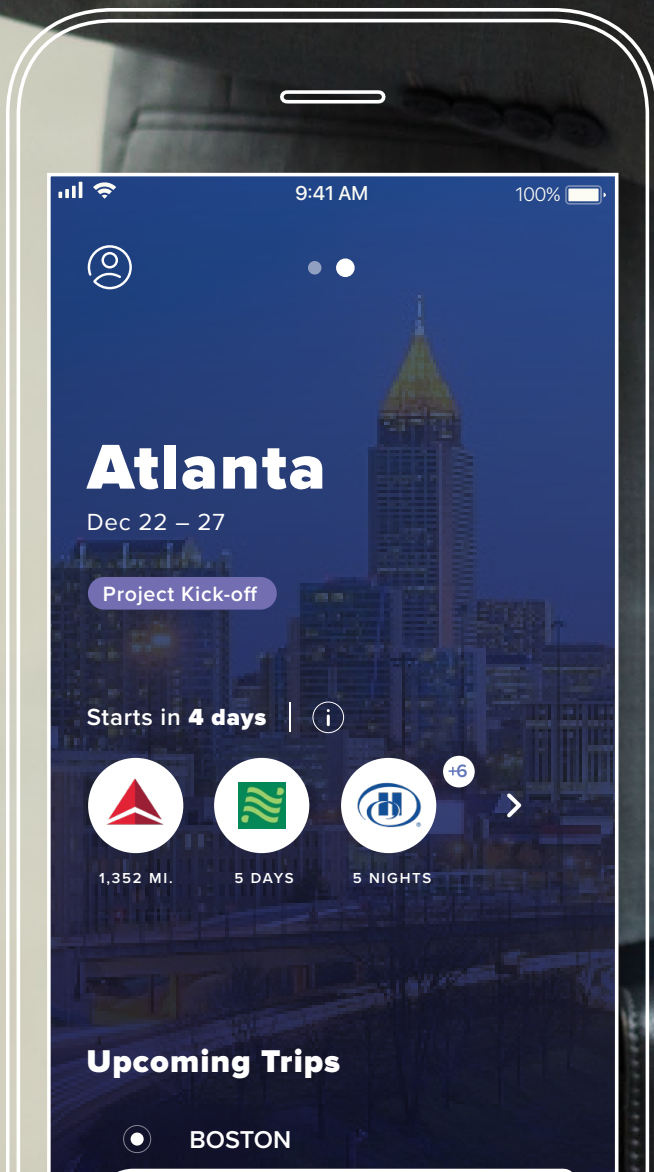 9:41 AM 100%
Atlanta
Dec 22 – 27
Project Kick-off
Starts in 4 days
+6
1,352 MI. 5 DAYS 5 NIGHTS
Upcoming Trips
BOSTON